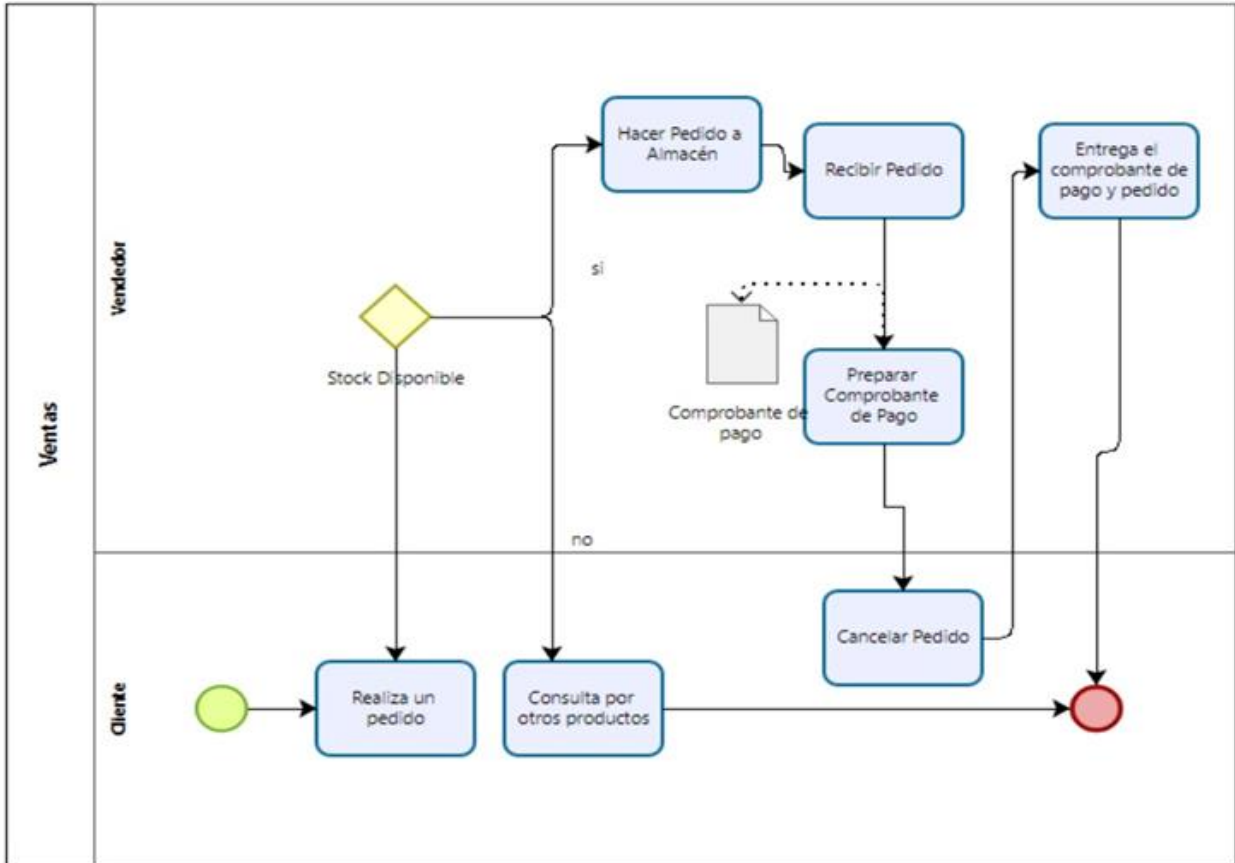 Ventas
Vendedor
Hacer Pedido a
Almacén
Recibir Pedido
Entrega el
comprobante de
pago y pedido
si
Stock Disponible
Comprobante de
pago
Preparar
Comprobante
de Pago
no
Cliente
Realiza un
pedido
Consulta por
otros productos
Cancelar Pedido